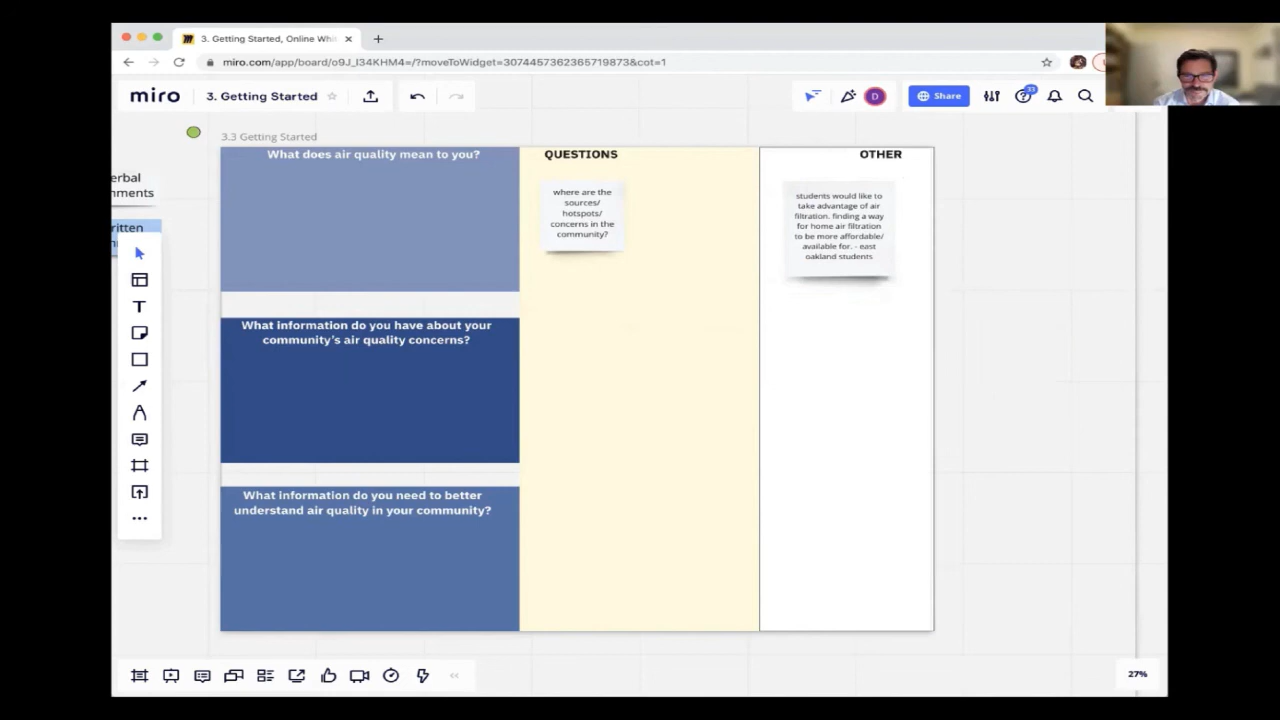 3. Getting Started, Online Whi
miro.com/app/board/o9J_l34KHM4=/?moveToWidget=3074457362365719873&cot=1
miro
3. Getting Started
D
Share
33
3.3 Getting Started
erbal
nments
ritten
What does air quality mean to you?
What information do you have about your
community's air quality concerns?
What information do you need to better
understand air quality in your community?
QUESTIONS
where are the
sources/
hotspots/
concerns in the
community?
OTHER
students would like to
take advantage of air
filtration. finding a way
for home air filtration
to be more affordable/
available for. - east
oakland students
27%